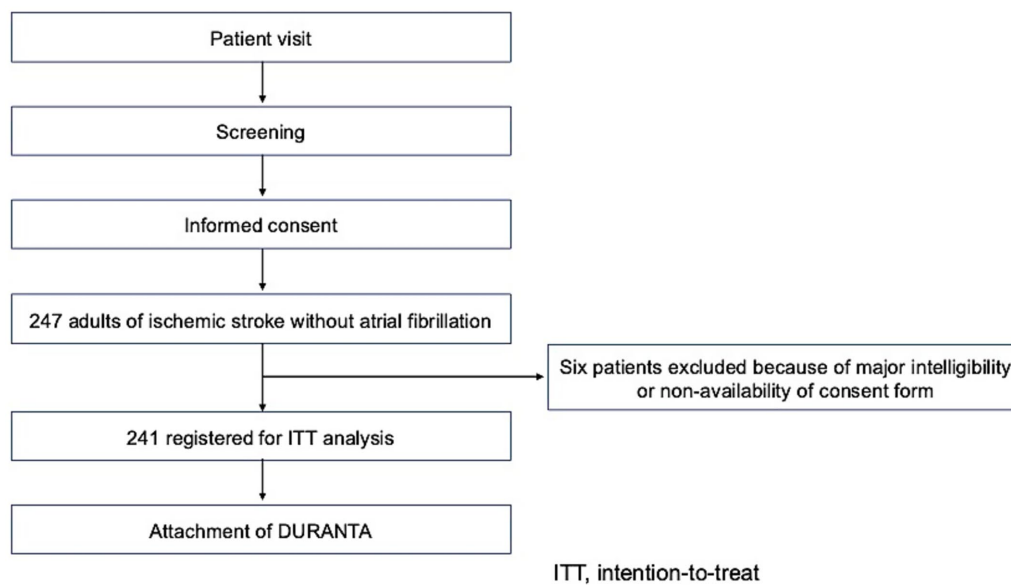 Patient visit
Screening
Informed consent
247 adults of ischemic stroke without atrial fibrillation
Six patients excluded because of major intelligibility
or non-availability of consent form
241 registered for ITT analysis
Attachment of DURANTA
ITT, intention-to-treat